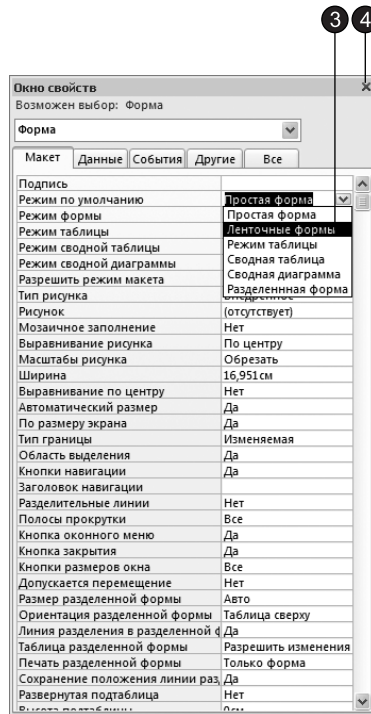 3 4
Окно свойств
Возможен выбор: Форма
Форма
Макет Данные События Другие Все
Подпись
Режим по умолчанию Простая форма
Режим формы Простая форма
Режим таблицы Ленточные формы
Режим сводной таблицы Режим таблицы
Режим сводной диаграммы Сводная таблица
Разрешить режим макета Сводная диаграмма
Тип рисунка Разделеннная форма
Рисунок (отсутствует)
Мозаичное заполнение Нет
Выравнивание рисунка По центру
Масштабы рисунка Обрезать
Ширина 16,951см
Выравнивание по центру Нет
Автоматический размер Да
По размеру экрана Да
Тип границы Изменяемая
Область выделения Да
Кнопки навигации Да
Заголовок навигации
Разделительные линии Нет
Полосы прокрутки Все
Кнопка оконного меню Да
Кнопка закрытия Да
Кнопки размеров окна Все
Допускается перемещение Нет
Размер разделенной формы Авто
Ориентация разделенной формы Таблица сверху
Линия разделения в разделенной ф Да
Таблица разделенной формы Разрешить изменения
Печать разделенной формы Только форма
Сохранение положения линии раз, Да
Развернутая подтаблица Нет
Высота подтаблицы 0см